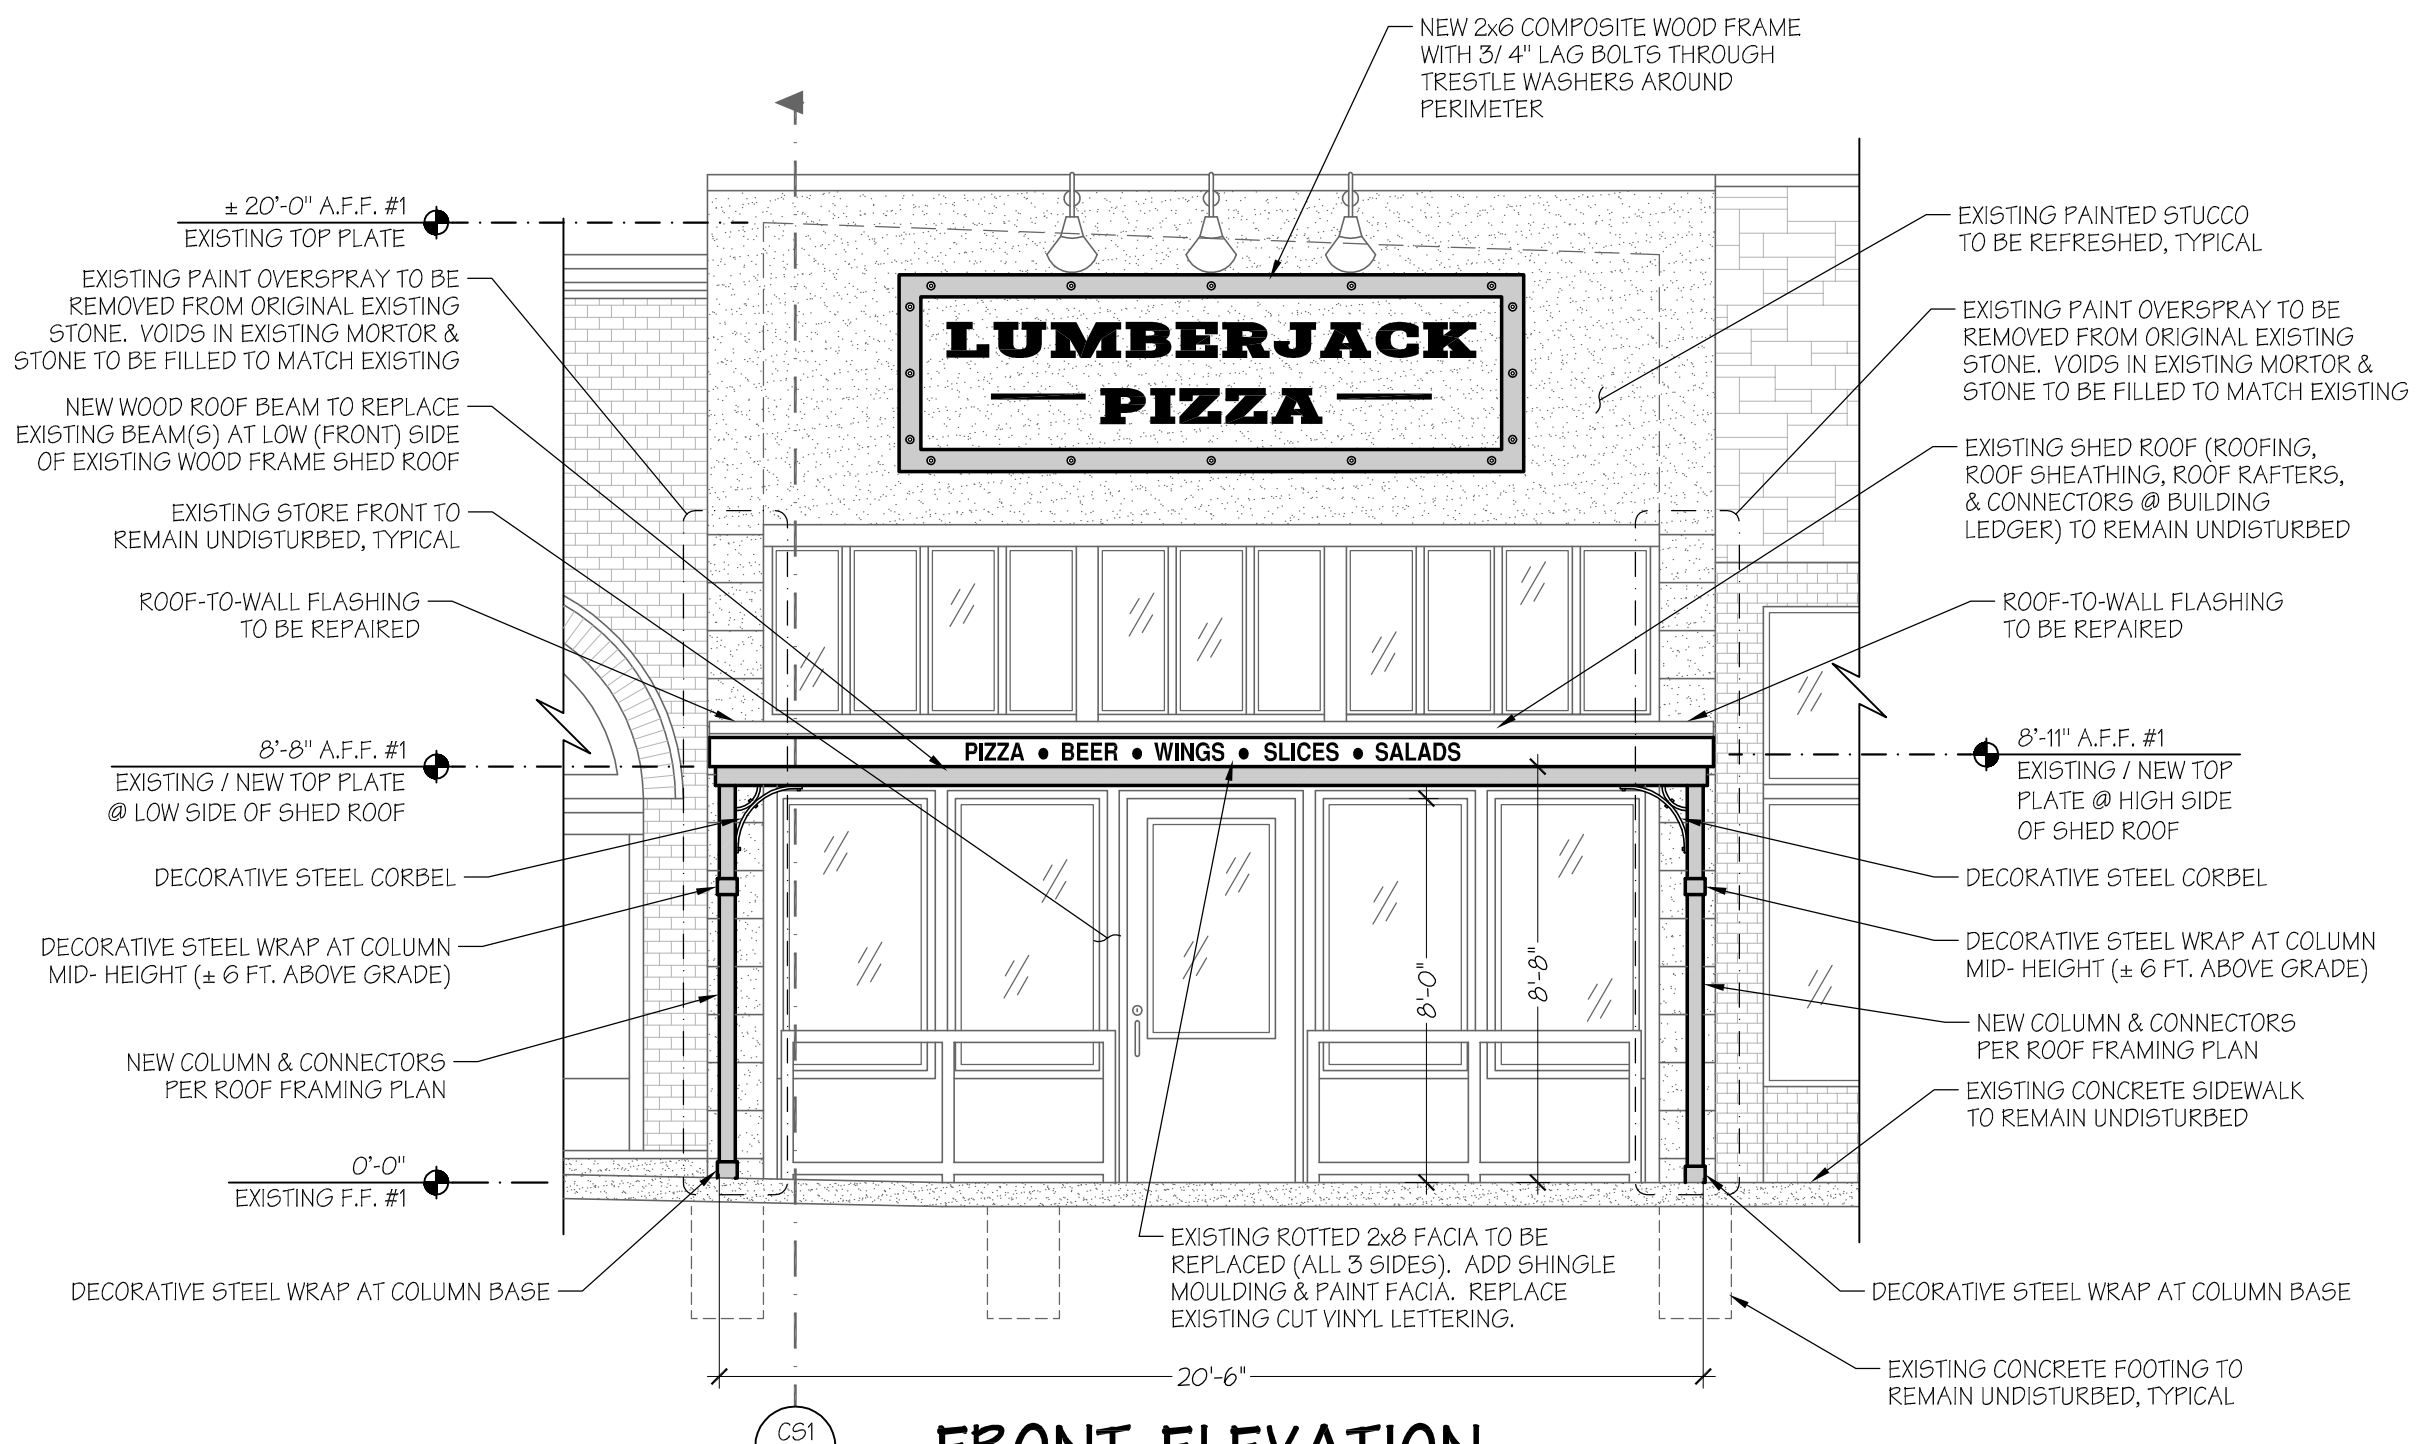 NEW 2x6 COMPOSITE WOOD FRAME
WITH 3/ 4" LAG BOLTS THROUGH
TRESTLE WASHERS AROUND
PERIMETER
± 20'-0" A.F.F. #1
EXISTING TOP PLATE
EXISTING PAINT OVERSPRAY TO BE
REMOVED FROM ORIGINAL EXISTING
STONE. VOIDS IN EXISTING MORTOR &
STONE TO BE FILLED TO MATCH EXISTING
NEW WOOD ROOF BEAM TO REPLACE
EXISTING BEAM(S) AT LOW (FRONT) SIDE
OF EXISTING WOOD FRAME SHED ROOF
EXISTING STORE FRONT TO
REMAIN UNDISTURBED, TYPICAL
ROOF-TO-WALL FLASHING
TO BE REPAIRED
8'-8" A.F.F. #1
EXISTING / NEW TOP PLATE
@ LOW SIDE OF SHED ROOF
DECORATIVE STEEL CORBEL
DECORATIVE STEEL WRAP AT COLUMN
MID- HEIGHT (± 6 FT. ABOVE GRADE)
NEW COLUMN & CONNECTORS
PER ROOF FRAMING PLAN
0'-0"
EXISTING F.F. #1
DECORATIVE STEEL WRAP AT COLUMN BASE
LUMBERJACK
PIZZA
PIZZA ● BEER ● WINGS ● SLICES ● SALADS
8'-0"
8'-8"
EXISTING ROTTED 2x8 FACIA TO BE
REPLACED (ALL 3 SIDES). ADD SHINGLE
MOULDING & PAINT FACIA. REPLACE
EXISTING CUT VINYL LETTERING.
20'-6"
CS1
FRONT ELEVATION
EXISTING PAINTED STUCCO
TO BE REFRESHED, TYPICAL
EXISTING PAINT OVERSPRAY TO BE
REMOVED FROM ORIGINAL EXISTING
STONE. VOIDS IN EXISTING MORTOR &
STONE TO BE FILLED TO MATCH EXISTING
EXISTING SHED ROOF (ROOFING,
ROOF SHEATHING, ROOF RAFTERS,
& CONNECTORS @ BUILDING
LEDGER) TO REMAIN UNDISTURBED
ROOF-TO-WALL FLASHING
TO BE REPAIRED
8'-11" A.F.F. #1
EXISTING / NEW TOP
PLATE @ HIGH SIDE
OF SHED ROOF
DECORATIVE STEEL CORBEL
DECORATIVE STEEL WRAP AT COLUMN
MID- HEIGHT (± 6 FT. ABOVE GRADE)
NEW COLUMN & CONNECTORS
PER ROOF FRAMING PLAN
EXISTING CONCRETE SIDEWALK
TO REMAIN UNDISTURBED
DECORATIVE STEEL WRAP AT COLUMN BASE
EXISTING CONCRETE FOOTING TO
REMAIN UNDISTURBED, TYPICAL